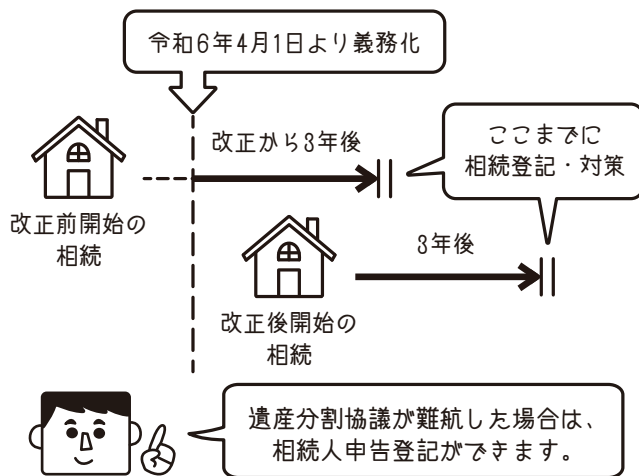 令和6年4月1日より義務化
改正から3年後
ここまでに
相続登記・対策
改正前開始の
相続
3年後
改正後開始の
相続
遺産分割協議が難航した場合は、
相続人申告登記ができます。